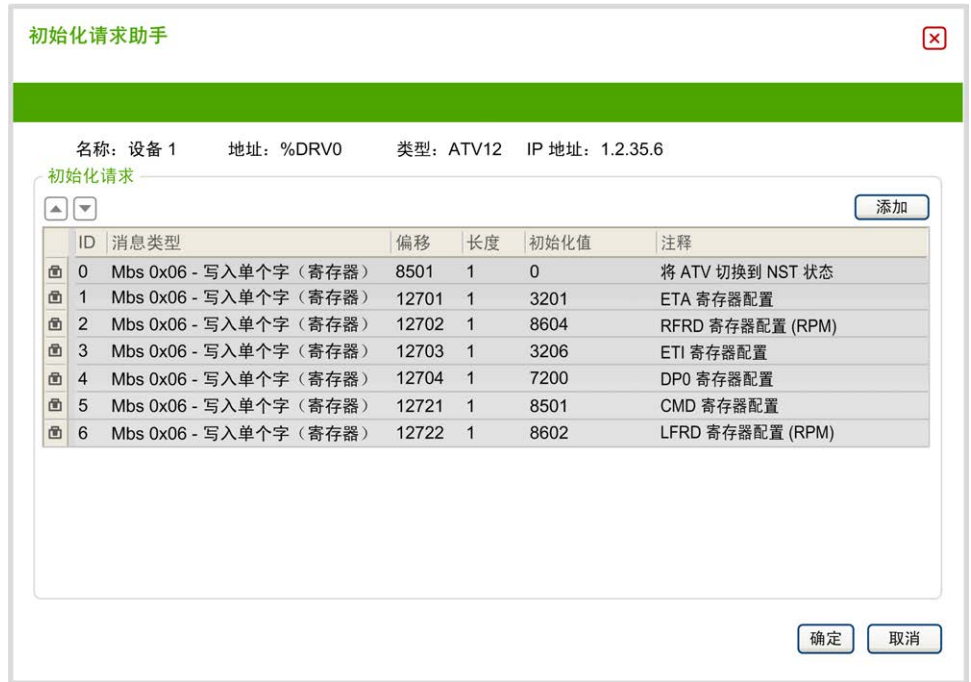 初始化请求助手
名称：设备 1 地址：%DRV0 类型：ATV12 IP 地址：1.2.35.6
初始化请求
添加
ID 消息类型 偏移 长度 初始化值 注释
0 Mbs 0x06 - 写入单个字（寄存器） 8501 1 0 将 ATV 切换到 NST 状态
1 Mbs 0x06 - 写入单个字（寄存器） 12701 1 3201 ETA 寄存器配置
2 Mbs 0x06 - 写入单个字（寄存器） 12702 1 8604 RFRD 寄存器配置 (RPM)
3 Mbs 0x06 - 写入单个字（寄存器） 12703 1 3206 ETI 寄存器配置
4 Mbs 0x06 - 写入单个字（寄存器） 12704 1 7200 DP0 寄存器配置
5 Mbs 0x06 - 写入单个字（寄存器） 12721 1 8501 CMD 寄存器配置
6 Mbs 0x06 - 写入单个字（寄存器） 12722 1 8602 LFRD 寄存器配置 (RPM)
确定 取消